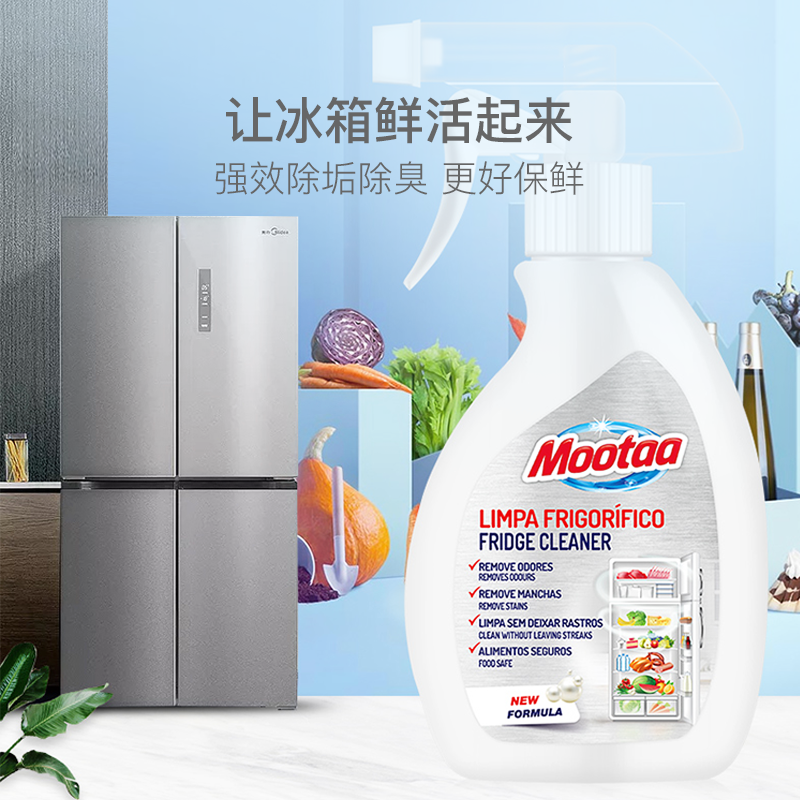 让冰箱鲜活起来
强效除垢除臭 更好保鲜
Mootaa
LIMPA FRIGORÍFICO
FRIDGE CLEANER
REMOVE ODORES
REMOVES ODOURS
REMOVE MANCHAS
REMOVE STAINS
LIMPA SEM DEIXAR RASTROS
CLEAN WITHOUT LEAVING STREAKS
ALIMENTOS SEGUROS
FOOD SAFE
NEW
FORMULA